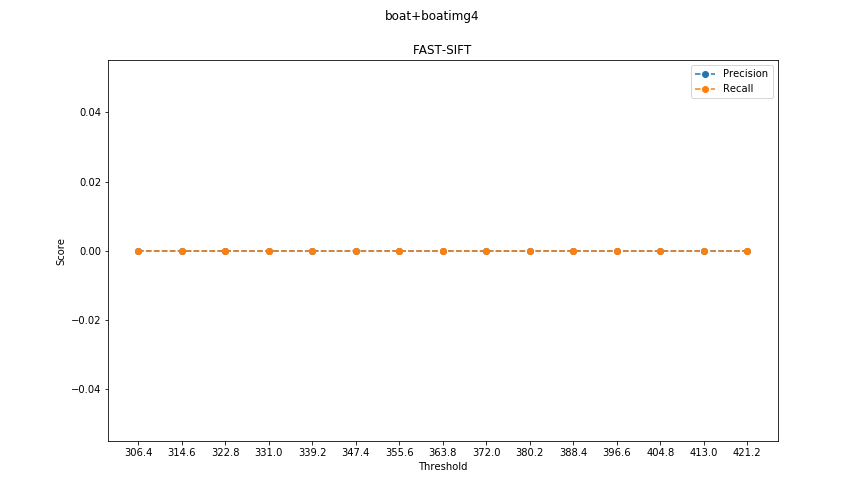 boat+boatimg4
FAST-SIFT
Precision
Recall
0.04
0.02
0.00
−0.02
−0.04
Score
306.4 314.6 322.8 331.0 339.2 347.4 355.6 363.8 372.0 380.2 388.4 396.6 404.8 413.0 421.2
Threshold